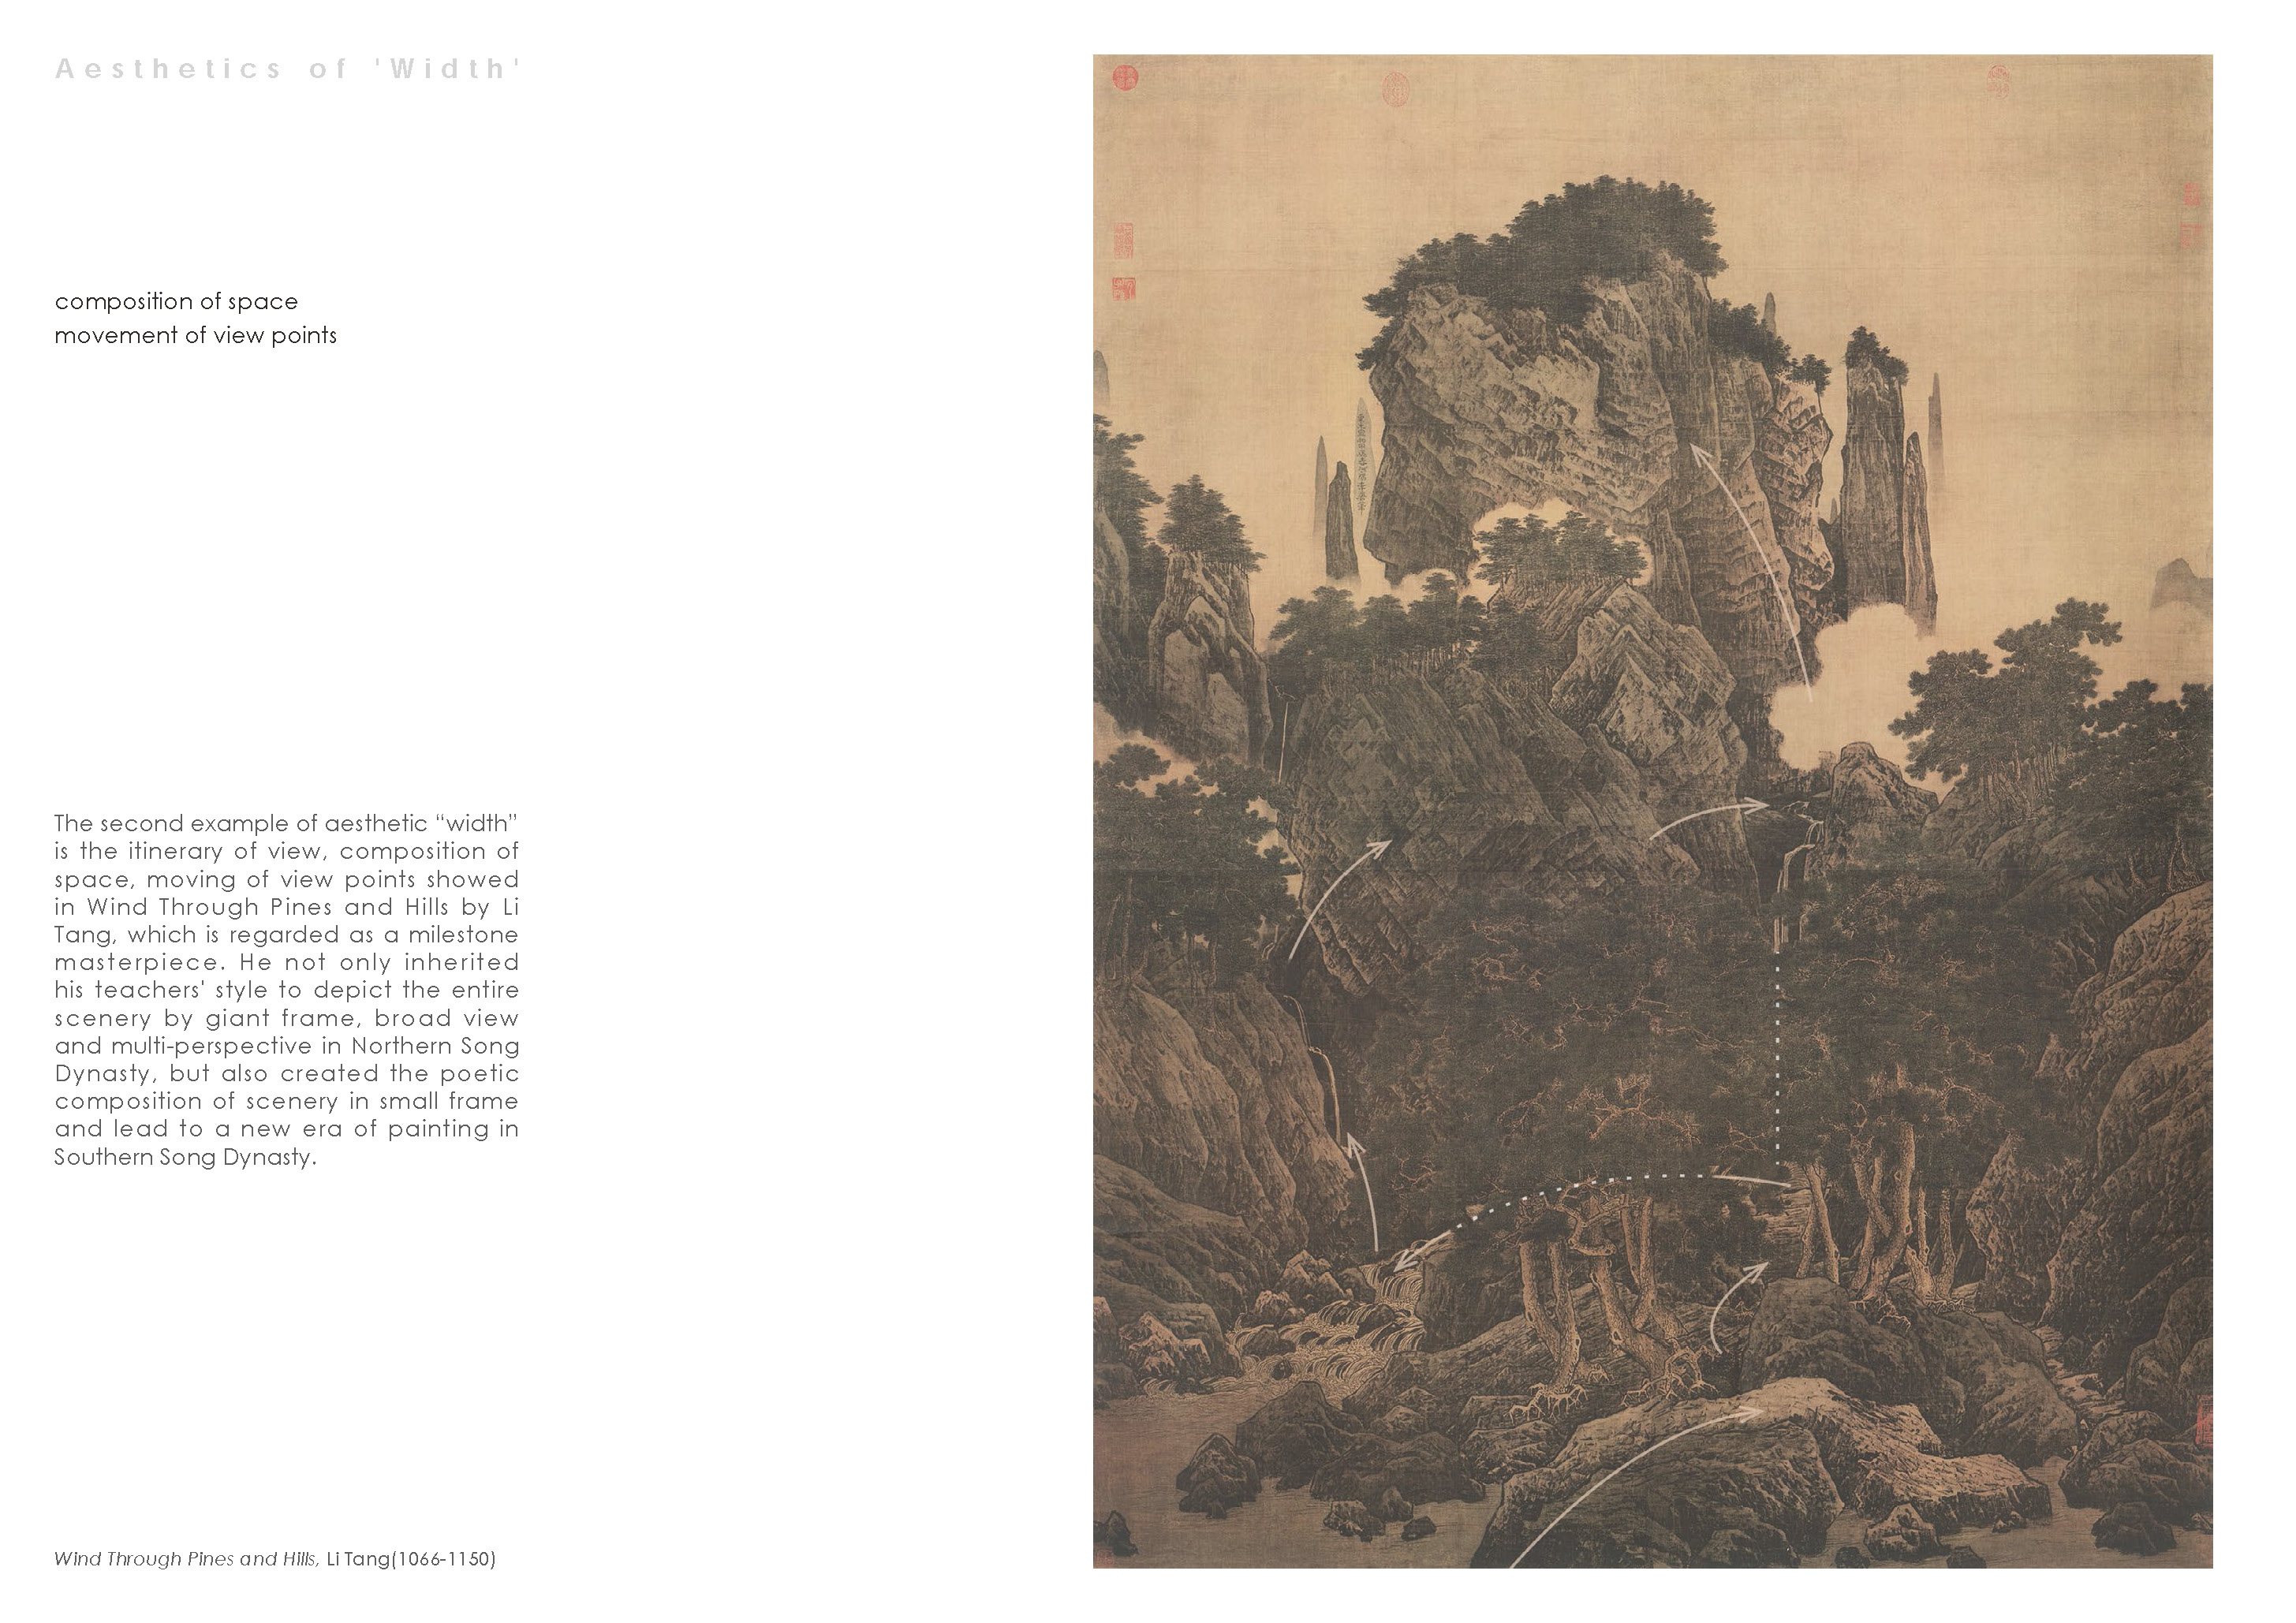 Aesthetics of 'Width'
composition of space
movement of view points
The second example of aesthetic “width”
is the itinerary of view, composition of
space, moving of view points showed
in Wind Through Pines and Hills by Li
Tang, which is regarded as a milestone
masterpiece. He not only inherited
his teachers' style to depict the entire
scenery by giant frame, broad view
and multi-perspective in Northern Song
Dynasty, but also created the poetic
composition of scenery in small frame
and lead to a new era of painting in
Southern Song Dynasty.
Wind Through Pines and Hills, Li Tang(1066-1150)